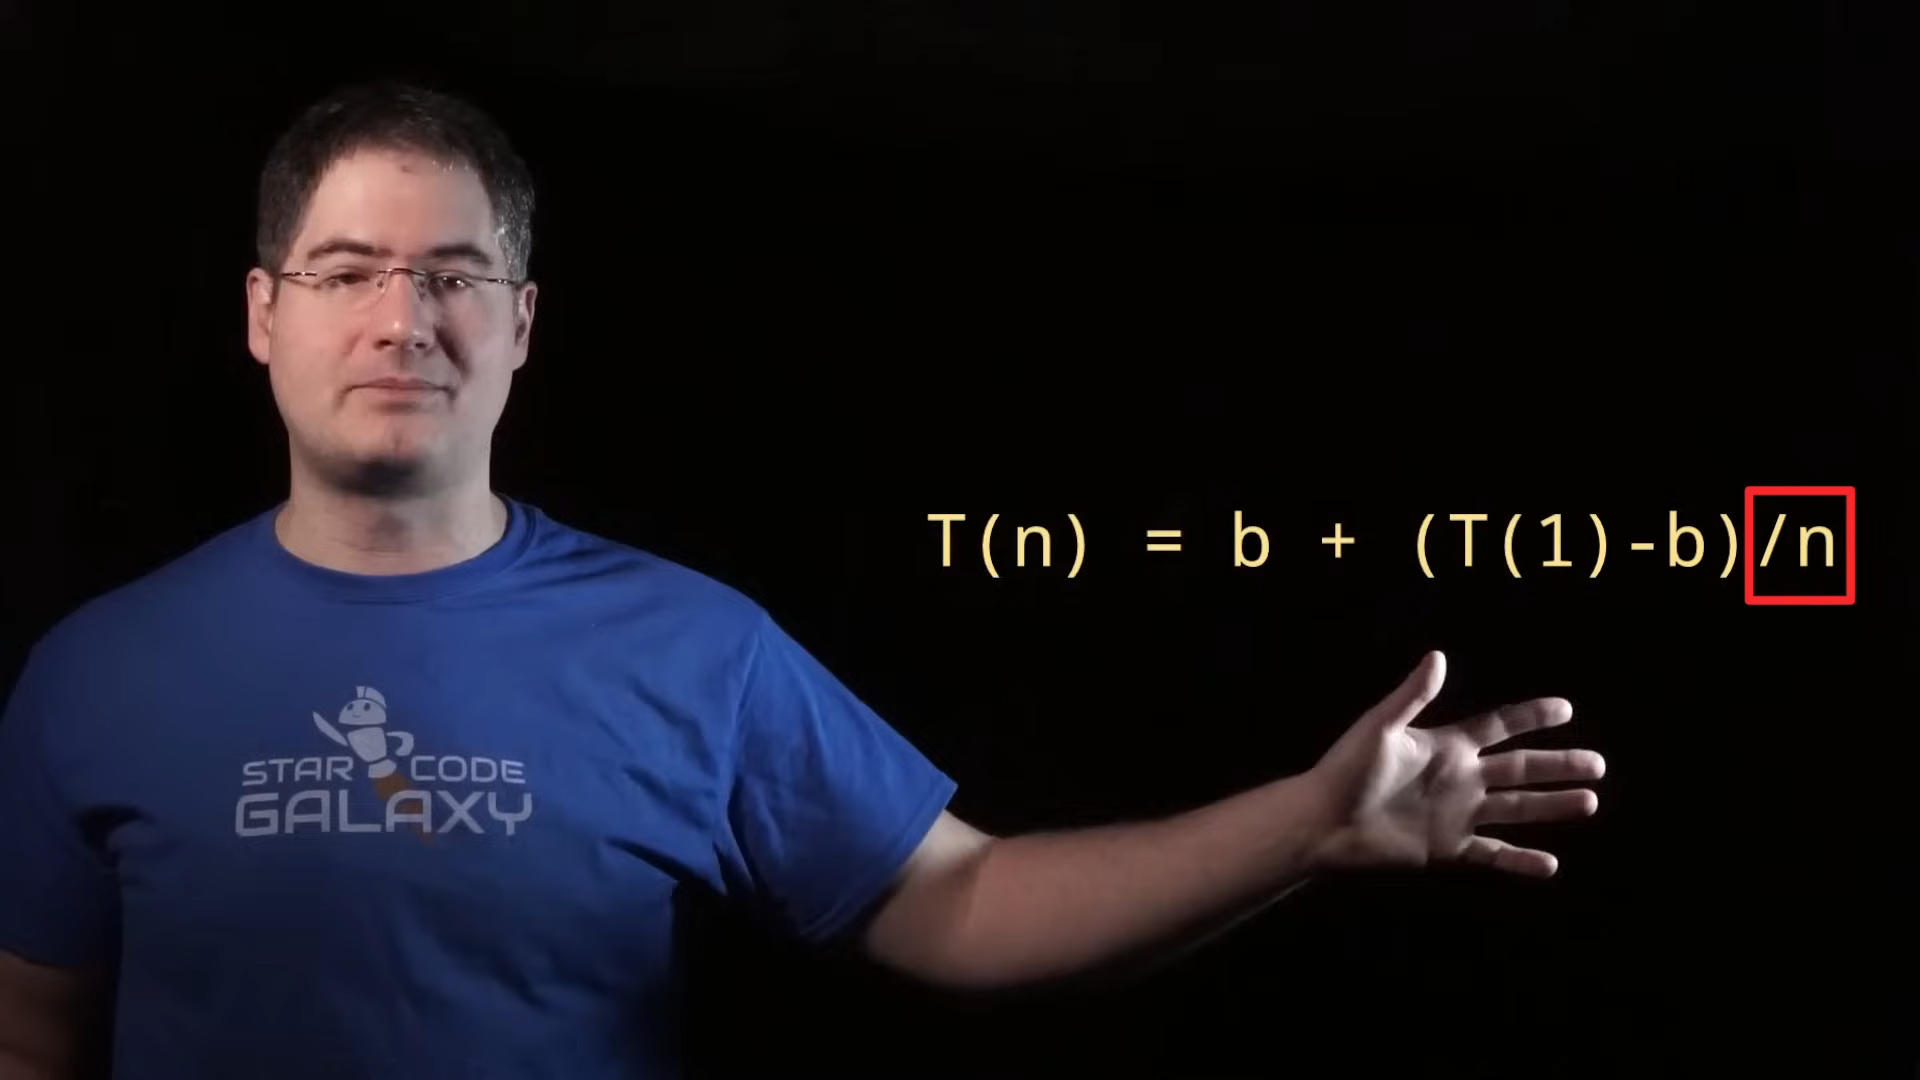 T(n) = b + (T(1)-b)/n
STAR CODE
GALAXY